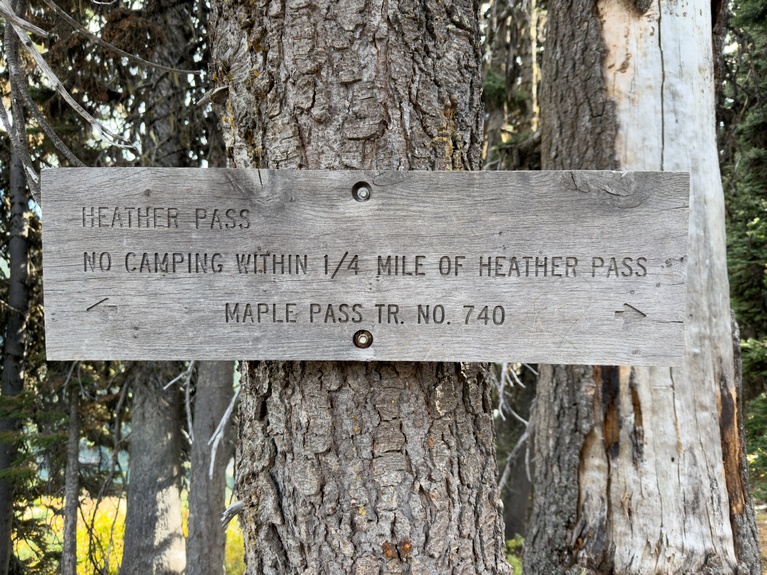 HEATHER PASS
NO CAMPING WITHIN 1/4 MILE OF HEATHER PASS
← MAPLE PASS TR. NO. 740 →